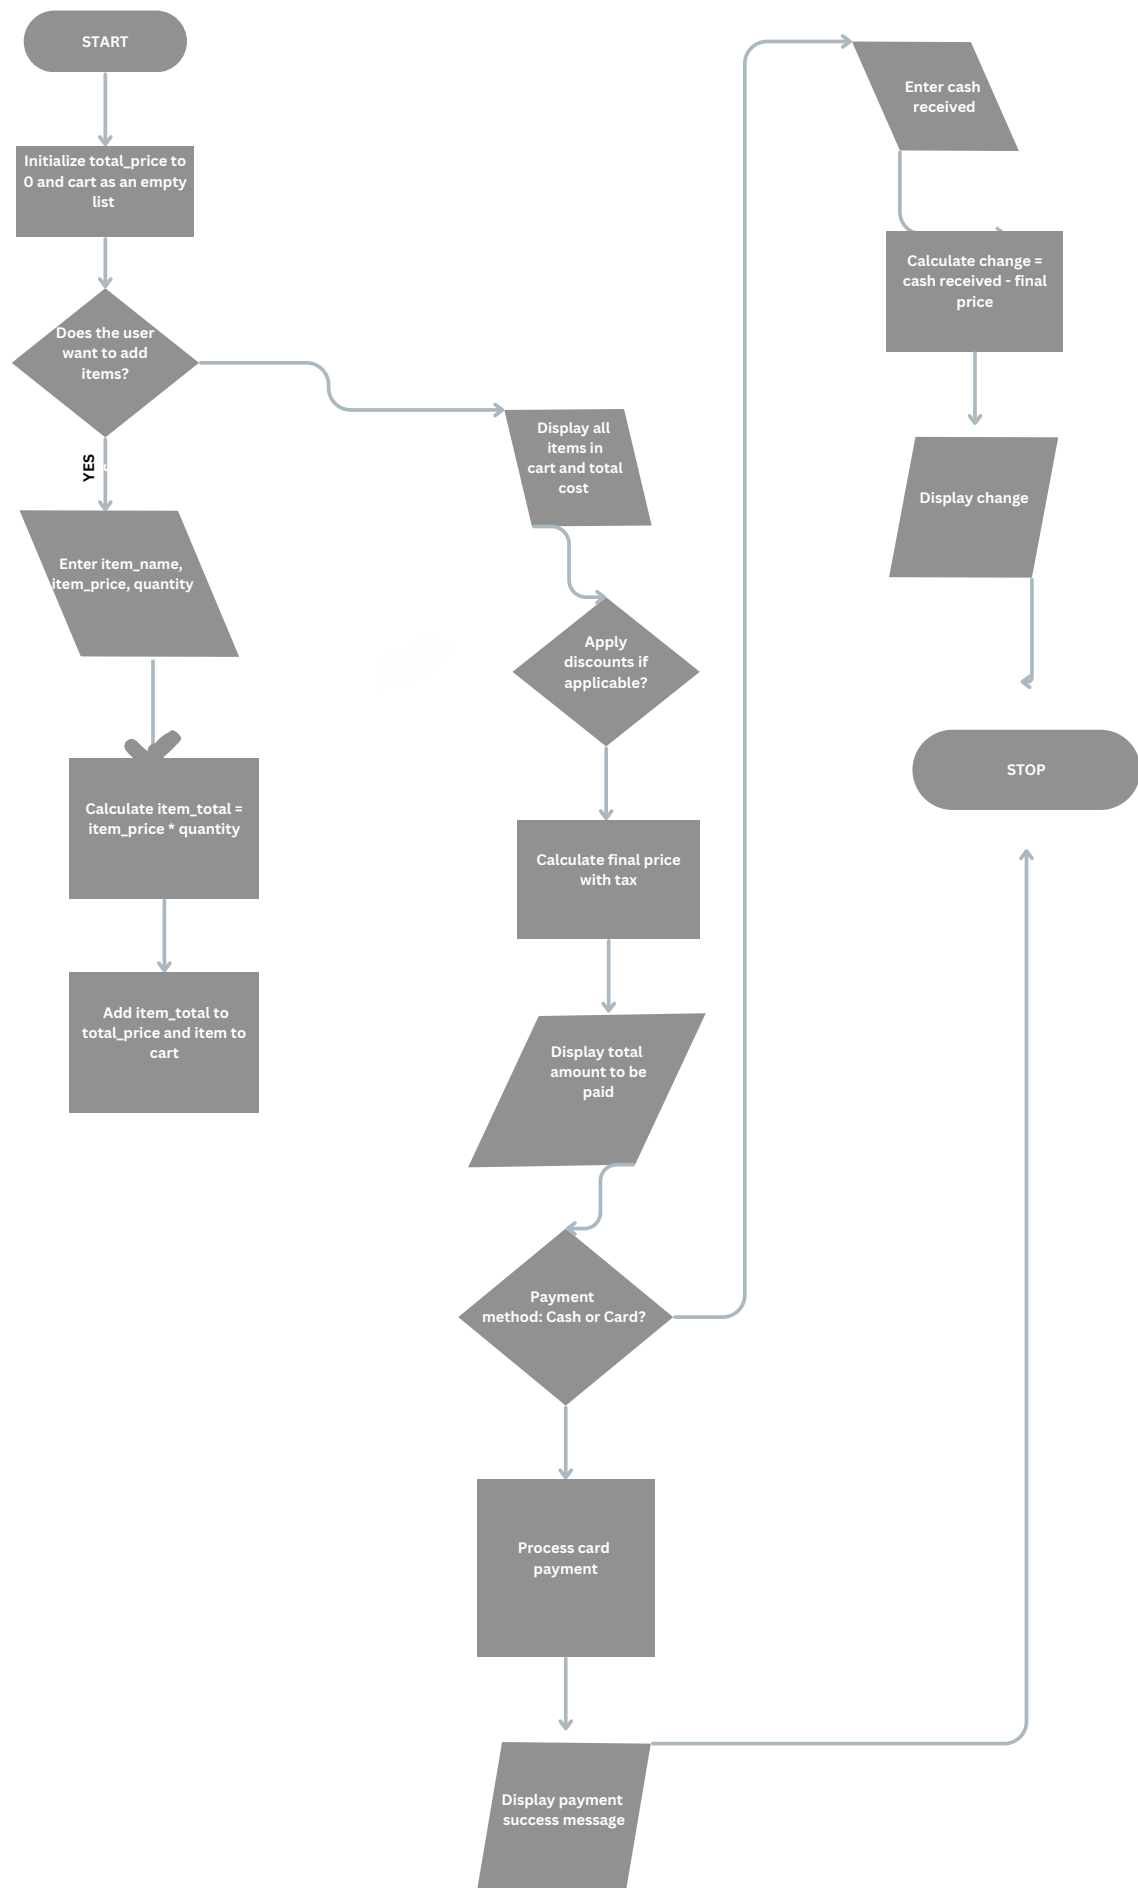 START
Initialize total_price to
0 and cart as an empty
list
Does the user
want to add
items?
YES
Enter item_name,
item_price, quantity
Calculate item_total =
item_price * quantity
Add item_total to
total_price and item to
cart
Display all
items in
cart and total
cost
Apply
discounts if
applicable?
Calculate final price
with tax
Display total
amount to be
paid
Payment
method: Cash or Card?
Process card
payment
Display payment
success message
Enter cash
received
Calculate change =
cash received - final
price
Display change
STOP